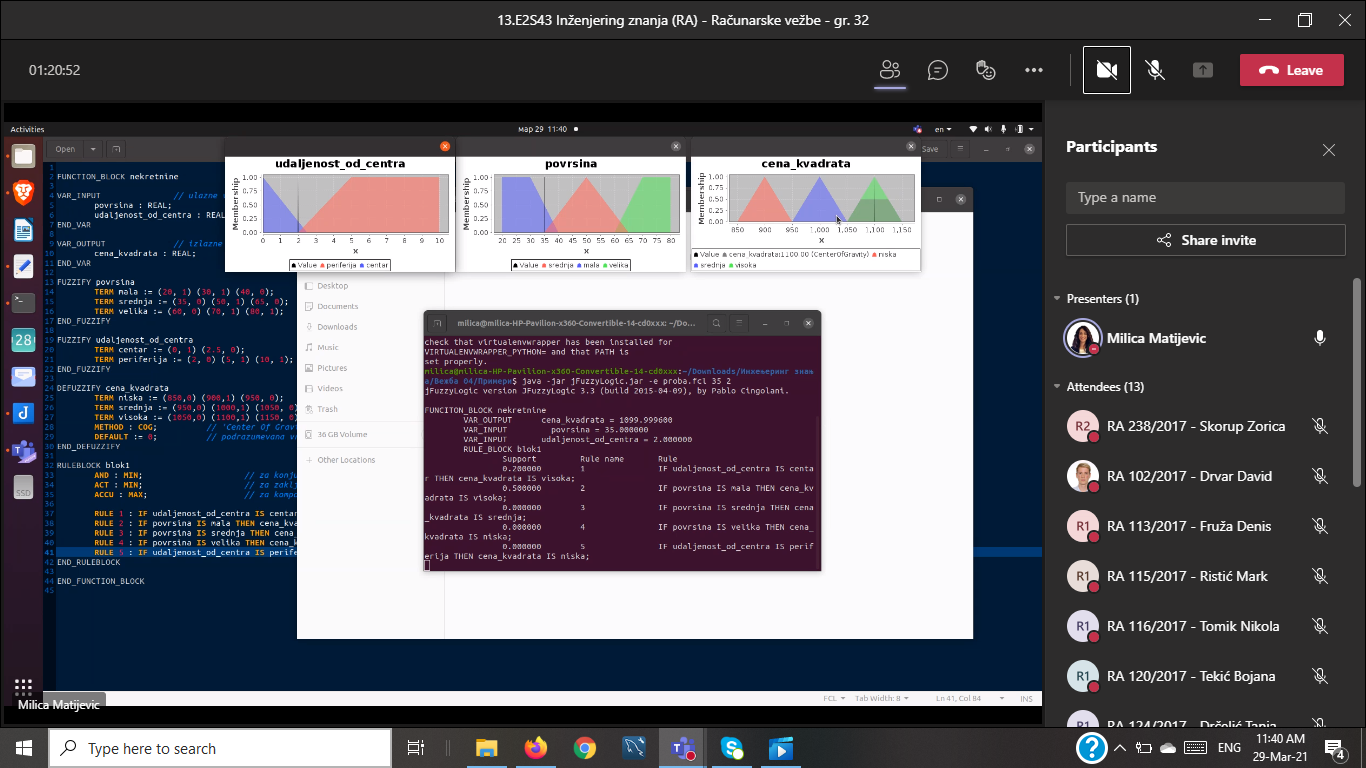 13.E2S43 Inženjering znanja (RA) - Računarske vežbe - gr. 32
01:20:52
Leave
Activities
мар 29 11:40
en
Open
Save
FUNCTION_BLOCK nekretnine
VAR_INPUT // ulazne
povrsina : REAL;
udaljenost_od_centra : REAL
END_VAR
VAR_OUTPUT // izlazne
cena_kvadrata : REAL;
END_VAR
FUZZIFY povrsina
TERM mala := (20, 1) (30, 1) (40, 0);
TERM srednja := (35, 0) (50, 1) (65, 0);
TERM velika := (60, 0) (70, 1) (80, 1);
END_FUZZIFY
FUZZIFY udaljenost_od_centra
TERM centar := (0, 1) (2.5, 0);
TERM periferija := (2, 0) (5, 1) (10, 1);
END_FUZZIFY
DEFUZZIFY cena_kvadrata
TERM niska := (850,0) (900,1) (950, 0);
TERM srednja := (950,0) (1000,1) (1050, 0)
TERM visoka := (1050,0) (1100,1) (1150, 0)
METHOD : COG; // 'Center Of Gravi
DEFAULT := 0; // podrazumevana v
END_DEFUZZIFY
RULEBLOCK blok1
AND : MIN; // za konju
ACT : MIN; // za zaklj
ACCU : MAX; // za kompo
RULE 1 : IF udaljenost_od_centra IS centar
RULE 2 : IF povrsina IS mala THEN cena_kva
RULE 3 : IF povrsina IS srednja THEN cena
RULE 4 : IF povrsina IS velika THEN cena_k
RULE 5 : IF udaljenost_od_centra IS perife
END_RULEBLOCK
END_FUNCTION_BLOCK
udaljenost_od_centra
Membership
1.00
0.75
0.50
0.25
0.00
0 1 2 3 4 5 6 7 8 9 10
x
Value periferija centar
povrsina
Membership
1.00
0.75
0.50
0.25
0.00
20 25 30 35 40 45 50 55 60 65 70 75 80
x
Value srednja mala velika
cena_kvadrata
Membership
1.00
0.75
0.50
0.25
0.00
850 900 950 1,000 1,050 1,100 1,150
x
Value cena_kvadrata:1100.00 (CenterOfGravity) niska
srednja visoka
Desktop
Documents
Downloads
Music
Pictures
Videos
Trash
36 GB Volume
Other Locations
milica@milica-HP-Pavilion-x360-Convertible-14-cd0xxx: ~/Do...
check that virtualenvwrapper has been installed for
VIRTUALENVWRAPPER_PYTHON= and that PATH is
set properly.
milica@milica-HP-Pavilion-x360-Convertible-14-cd0xxx:~/Downloads/Инжењеринг знањ
а/Вежба 04/Примери$ java -jar jFuzzyLogic.jar -e proba.fcl 35 2
jFuzzyLogic version JFuzzyLogic 3.3 (build 2015-04-09), by Pablo Cingolani.
FUNCITON_BLOCK nekretnine
VAR_OUTPUT cena_kvadrata = 1099.999600
VAR_INPUT povrsina = 35.000000
VAR_INPUT udaljenost_od_centra = 2.000000
RULE_BLOCK blok1
Support Rule name Rule
0.200000 1 IF udaljenost_od_centra IS centa
r THEN cena_kvadrata IS visoka;
0.500000 2 IF povrsina IS mala THEN cena_kv
adrata IS visoka;
0.000000 3 IF povrsina IS srednja THEN cena
_kvadrata IS srednja;
0.000000 4 IF povrsina IS velika THEN cena_
kvadrata IS niska;
0.000000 5 IF udaljenost_od_centra IS perif
erija THEN cena_kvadrata IS niska;
28
SSD
FCL Tab Width: 8 Ln 41, Col 84 INS
Milica Matijevic
Participants
Type a name
Share invite
Presenters (1)
Milica Matijevic
Attendees (13)
R2 RA 238/2017 - Skorup Zorica
RA 102/2017 - Drvar David
R1 RA 113/2017 - Fruža Denis
R1 RA 115/2017 - Ristić Mark
R1 RA 116/2017 - Tomik Nikola
R1 RA 120/2017 - Tekić Bojana
R1 RA 124/2017 - Drčelić Tanja
Type here to search
ENG
11:40 AM
29-Mar-21
4